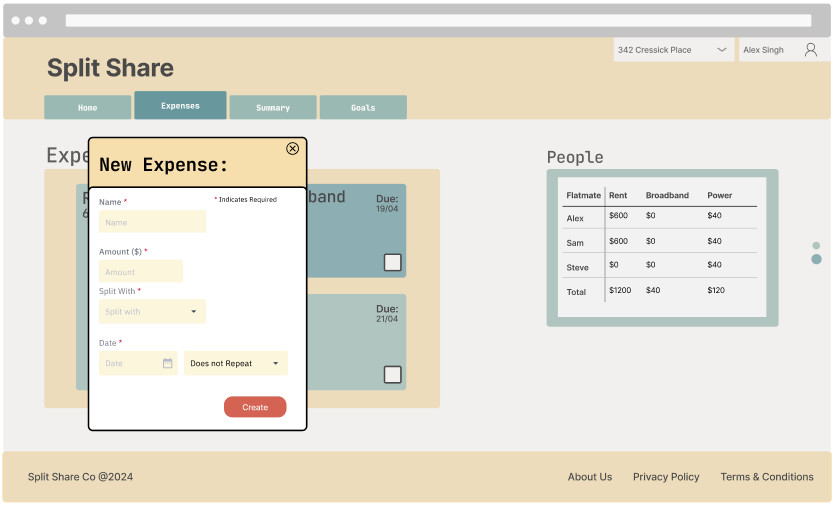 342 Cressick Place
Alex Singh
Split Share
Home Expenses Summary Goals
New Expense:
People
Name * * Indicates Required
Name
Amount ($) *
Amount
Split With *
Split with
Date *
Date Does not Repeat
Create
band
Due:
19/04
Due:
21/04
Flatmate Rent Broadband Power
Alex $600 $0 $40
Sam $600 $0 $40
Steve $0 $0 $40
Total $1200 $40 $120
Split Share Co @2024
About Us Privacy Policy Terms & Conditions